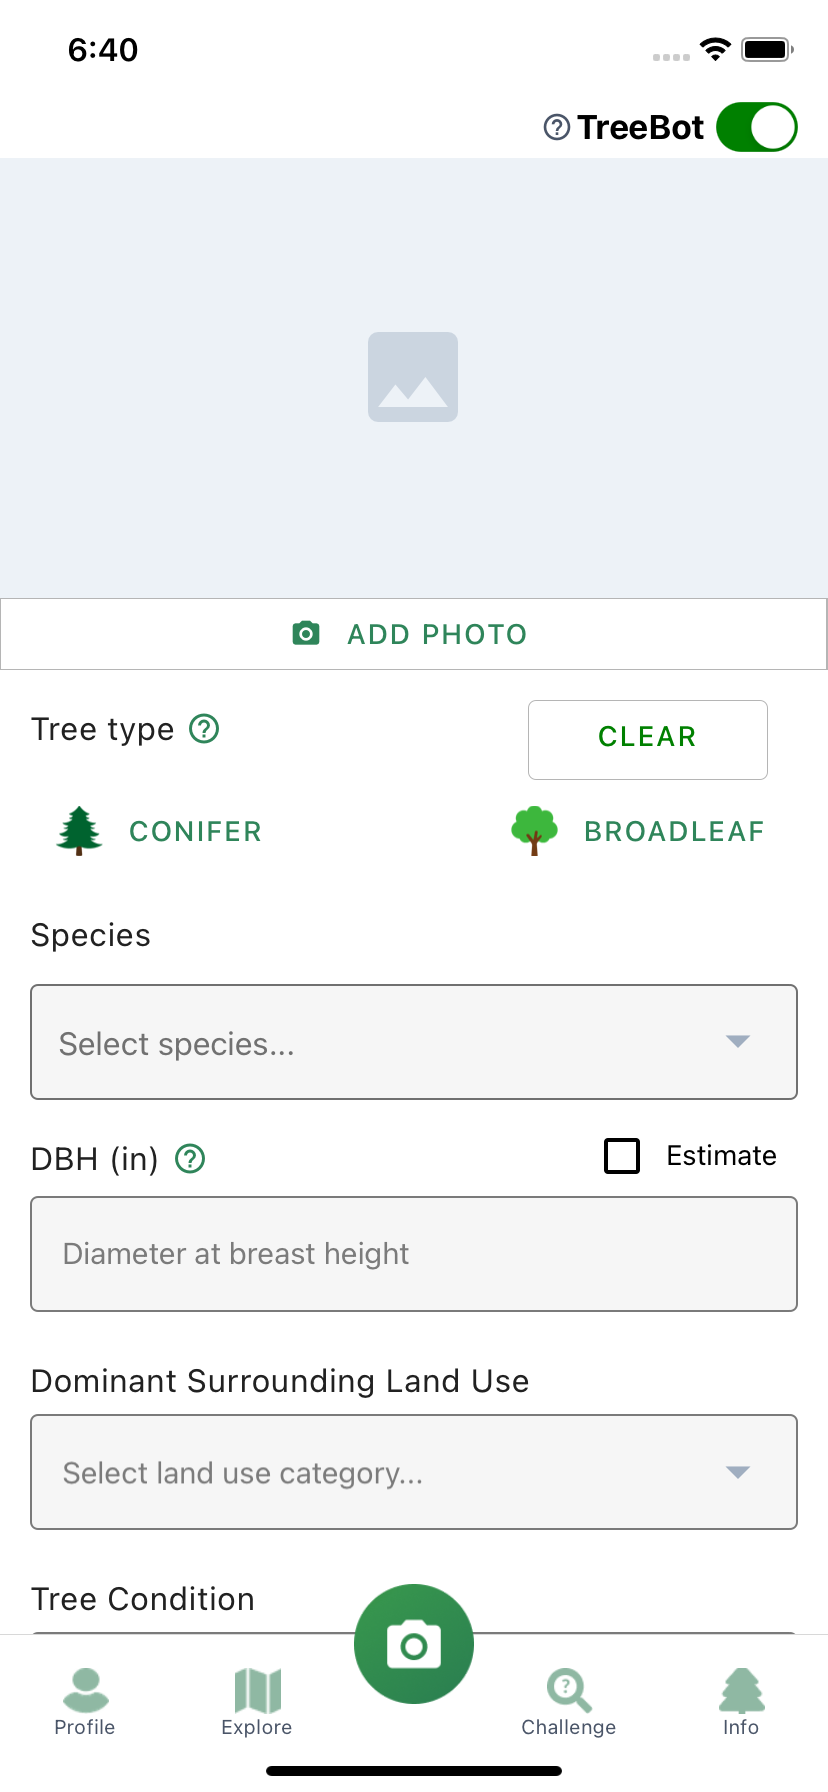 6:40
TreeBot
ADD PHOTO
Tree type
CLEAR
CONIFER
BROADLEAF
Species
Select species...
DBH (in)
Estimate
Diameter at breast height
Dominant Surrounding Land Use
Select land use category...
Tree Condition
Profile
Explore
Challenge
Info